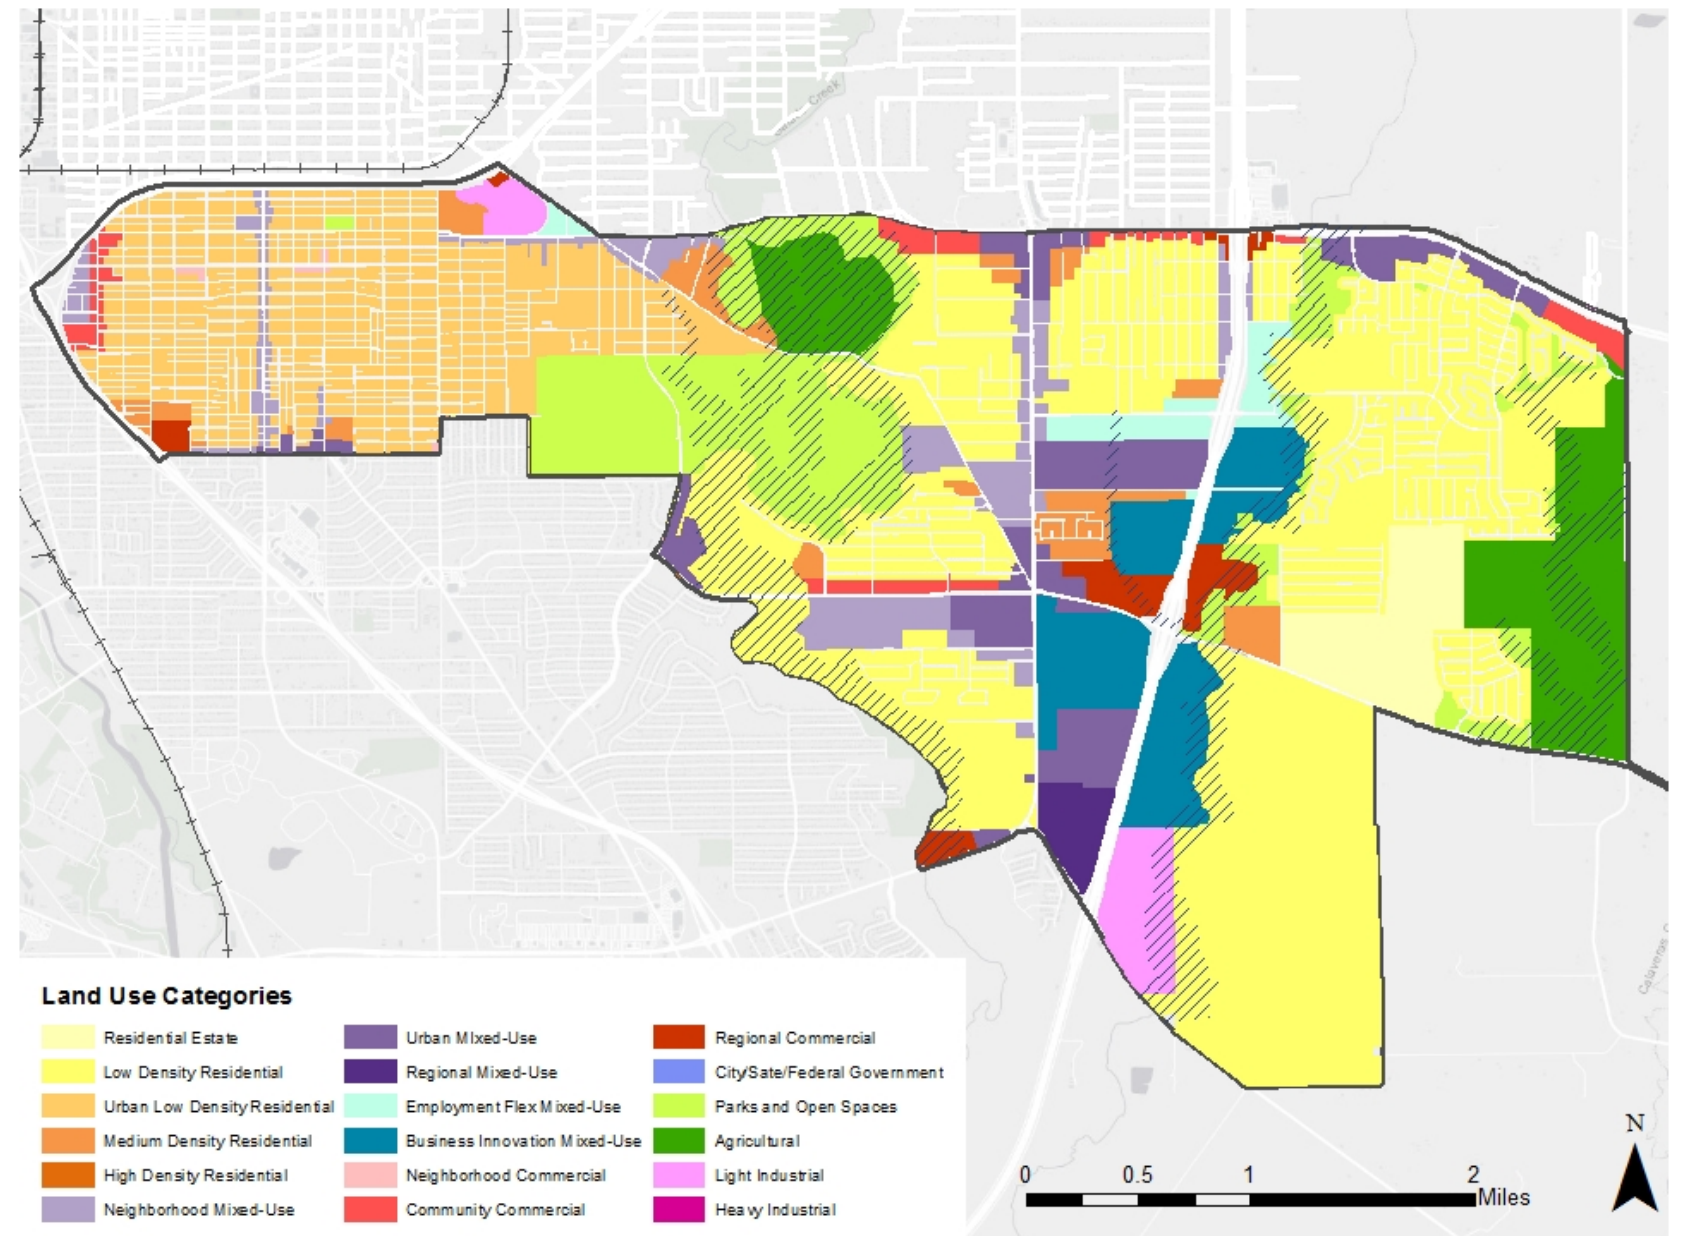 Creek
Calaveras C
Land Use Categories
Residential Estate
Low Density Residential
Urban Low Density Residential
Medium Density Residential
High Density Residential
Neighborhood Mixed-Use
Urban MIxed-Use
Regional Mixed-Use
Employment Flex Mixed-Use
Business Innovation Mixed-Use
Neighborhood Commercial
Community Commercial
Regional Commercial
City/Sate/Federal Government
Parks and Open Spaces
Agricultural
Light Industrial
Heavy Industrial
N
0 0.5 1 2
Miles